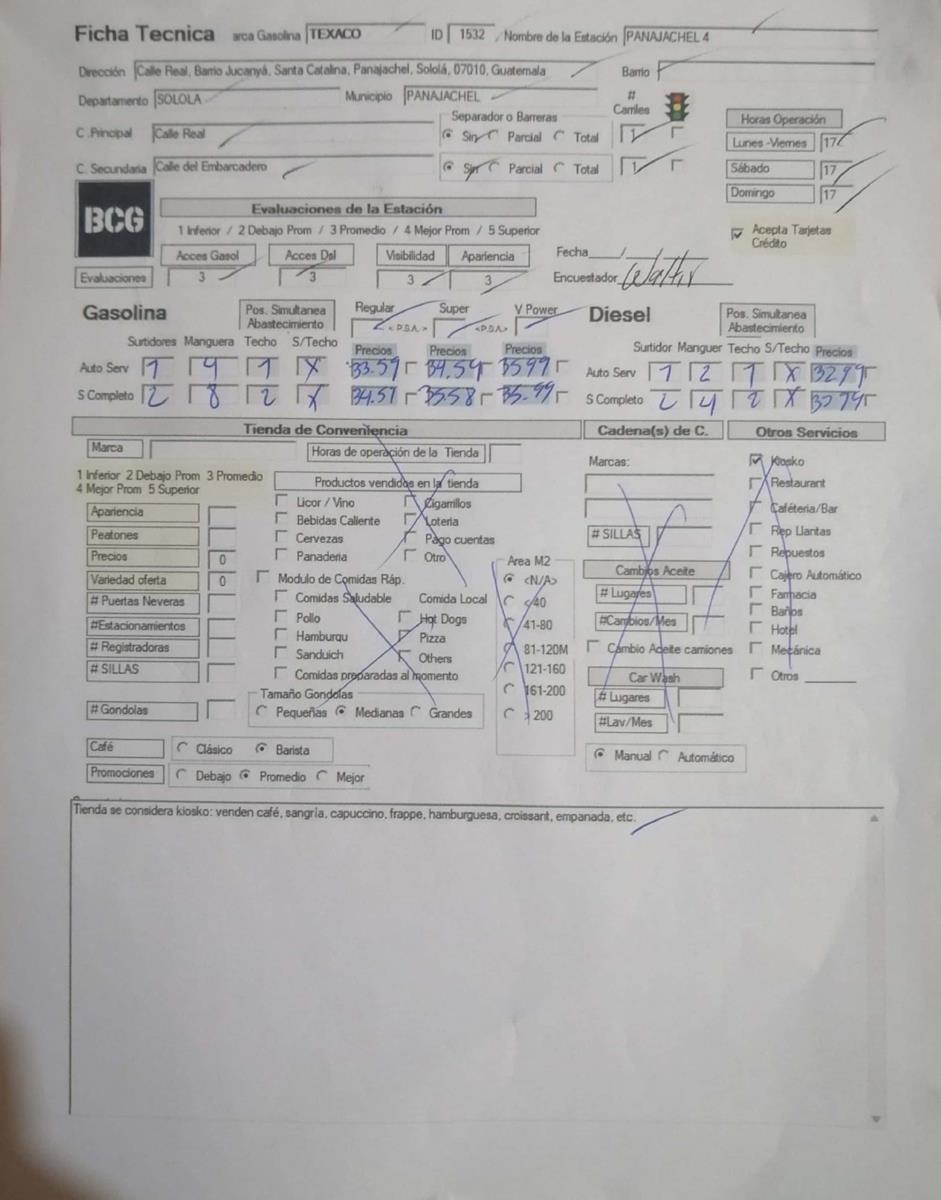 Ficha Tecnica arca Gasolina TEXACO ID 1532 Nombre de la Estación PANAJACHEL 4
Dirección Calle Real, Barrio Jucanyá, Santa Catalina, Panajachel, Sololá, 07010, Guatemala Barrio
Departamento SOLOLA Municipio PANAJACHEL # Carriles
Separador o Barreras Horas Operación
C .Principal Calle Real Sin Parcial Total 1 Lunes -Viernes 17
C. Secundaria Calle del Embarcadero Sin Parcial Total 1 Sábado 17
Domingo 17
BCG
Evaluaciones de la Estación
1 Inferior / 2 Debajo Prom / 3 Promedio / 4 Mejor Prom / 5 Superior Acepta Tarjetas Crédito
Acces Gasol Acces Dsl Visibilidad Apariencia Fecha____/____
Evaluaciones 3 3 3 3 Encuestador Walter
Gasolina Pos. Simultanea Abastecimiento Regular Super V Power Diesel Pos. Simultanea Abastecimiento
<P.S.A.> <P.S.A.>
Surtidores Manguera Techo S/Techo Precios Precios Precios Surtidor Manguer Techo S/Techo Precios
Auto Serv 1 4 1 X 33.59 34.59 35.99 Auto Serv 1 2 1 X 32.99
S Completo 2 8 2 X 34.57 35.58 35.99 S Completo 2 4 2 X 32.99
Tienda de Conveniencia Cadena(s) de C. Otros Servicios
Marca Horas de operación de la Tienda Marcas: Kiosko
1 Inferior 2 Debajo Prom 3 Promedio Productos vendidos en la tienda Restaurant
4 Mejor Prom 5 Superior
Apariencia Licor / Vino Cigarrillos Caféteria/Bar
Peatones Bebidas Caliente Loteria # SILLAS Rep Llantas
Precios 0 Cervezas Pago cuentas Repuestos
Panaderia Otro Area M2
Variedad oferta 0 Modulo de Comidas Ráp. <N/A> Cambios Aceite Cajero Automático
# Puertas Neveras Comidas Saludable Comida Local <40 # Lugares Farmacia
#Estacionamientos Pollo Hot Dogs 41-80 #Cambios/Mes Baños
# Registradoras Hamburqu Pizza 81-120M Cambio Aceite camiones Hotel
# SILLAS Sanduich Others 121-160 Mecánica
Comidas preparadas al momento 161-200 Car Wash Otros
# Gondolas Tamaño Gondolas # Lugares
Pequeñas Medianas Grandes > 200 #Lav/Mes
Café Clásico Barista Manual Automático
Promociones Debajo Promedio Mejor
Tienda se considera kiosko: venden café, sangría, capuccino, frappe, hamburguesa, croissant, empanada, etc.